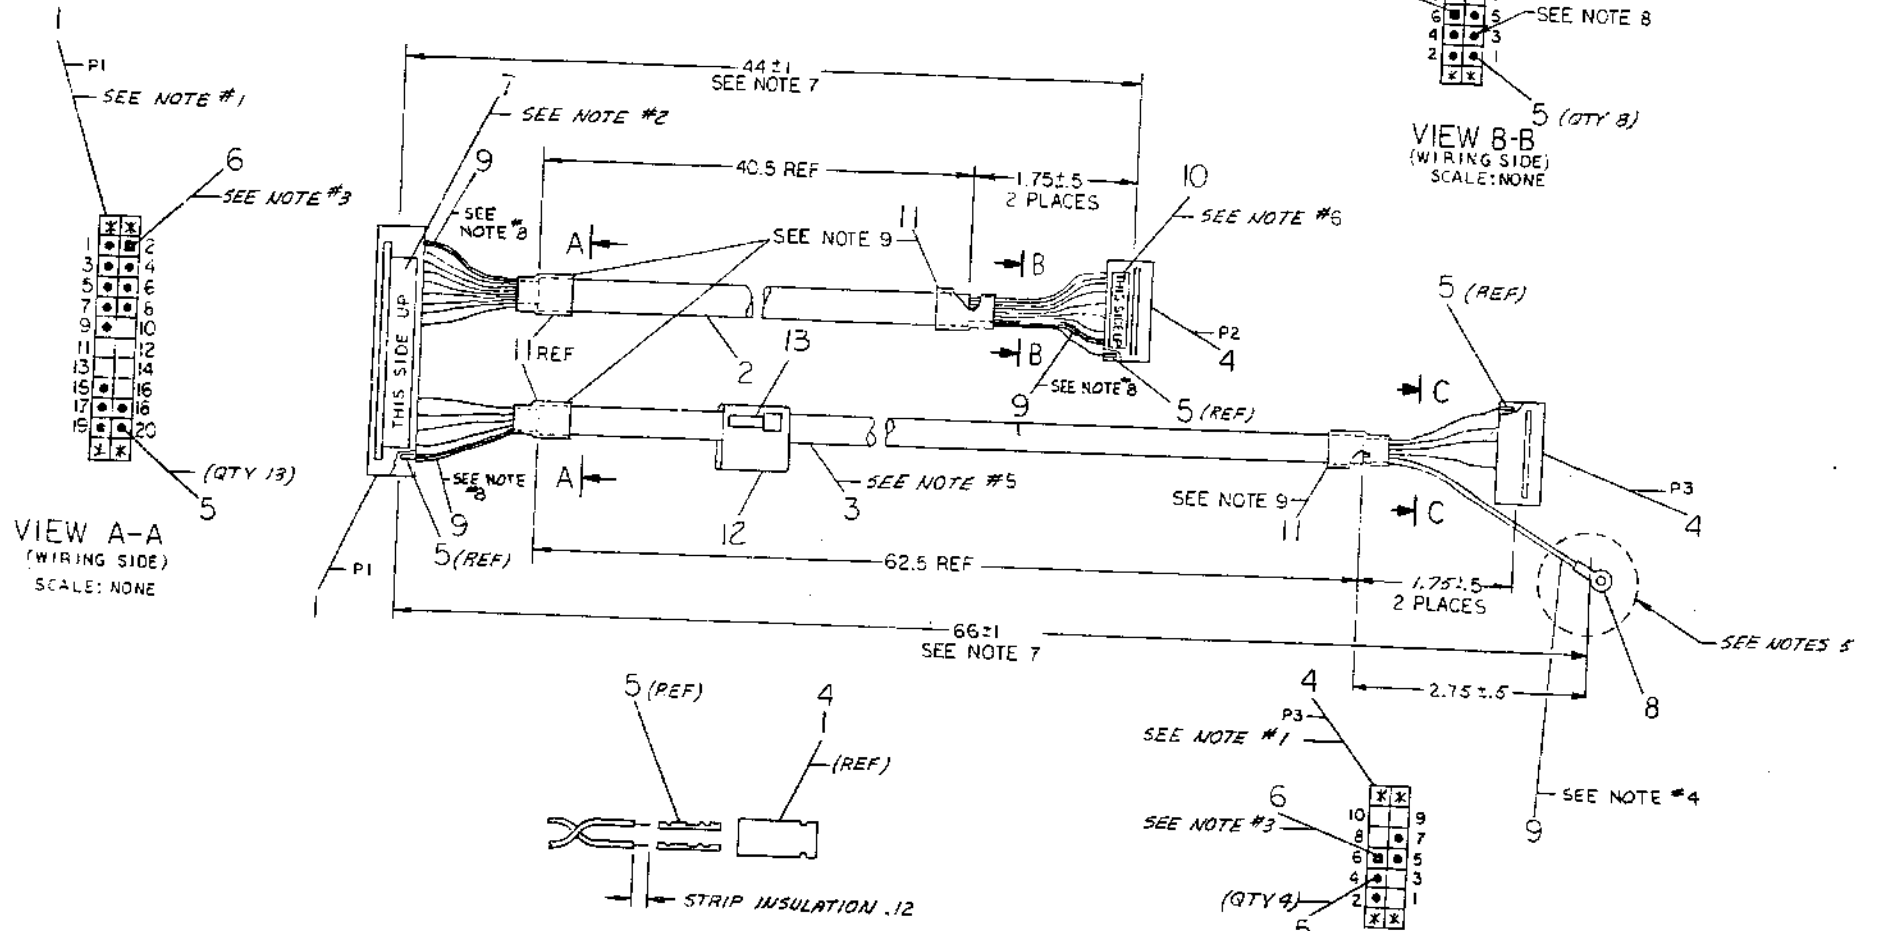 1
P1
SEE NOTE #1
6
SEE NOTE #3
* *
1 2
3 4
5 6
7 8
9 10
11 12
13 14
15 16
17 18
19 20
* *
(QTY 13)
5
VIEW A-A
(WIRING SIDE)
SCALE: NONE
44±1
SEE NOTE 7
7
SEE NOTE #2
9
SEE
NOTE #8
40.5 REF
1.75±.5
2 PLACES
10
SEE NOTE #6
11
SEE NOTE 9
A
B
THIS SIDE UP
THIS SIDE UP
11 REF
2
13
B
P2
4
9
SEE NOTE #8
5 (REF)
9
A
SEE NOTE
#8
9
5 (REF)
P1
1
12
3
SEE NOTE #5
C
5 (REF)
SEE NOTE 9
11
C
P3
4
62.5 REF
1.75±.5
2 PLACES
66±1
SEE NOTE 7
2.75±.5
SEE NOTES 5
8
9
SEE NOTE #4
6 5
4 3
2 1
* *
SEE NOTE 8
5 (QTY 8)
VIEW B-B
(WIRING SIDE)
SCALE: NONE
5 (REF)
4
(REF)
STRIP INSULATION .12
4
P3
SEE NOTE #1
6
SEE NOTE #3
* *
10 9
8 7
6 5
4 3
2 1
* *
(QTY 4)
5